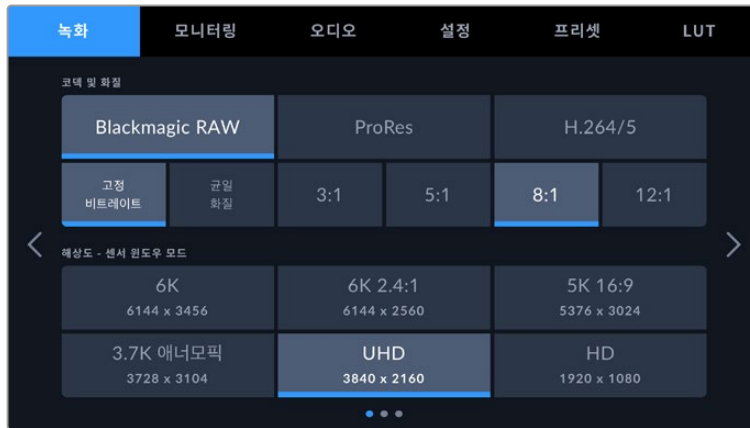 녹화 모니터링 오디오 설정 프리셋 LUT
코덱 및 화질
Blackmagic RAW ProRes H.264/5
고정 균일
비트레이트 화질 3:1 5:1 8:1 12:1
해상도 - 센서 윈도우 모드
6K 6K 2.4:1 5K 16:9
6144 x 3456 6144 x 2560 5376 x 3024
3.7K 애너모픽 UHD HD
3728 x 3104 3840 x 2160 1920 x 1080